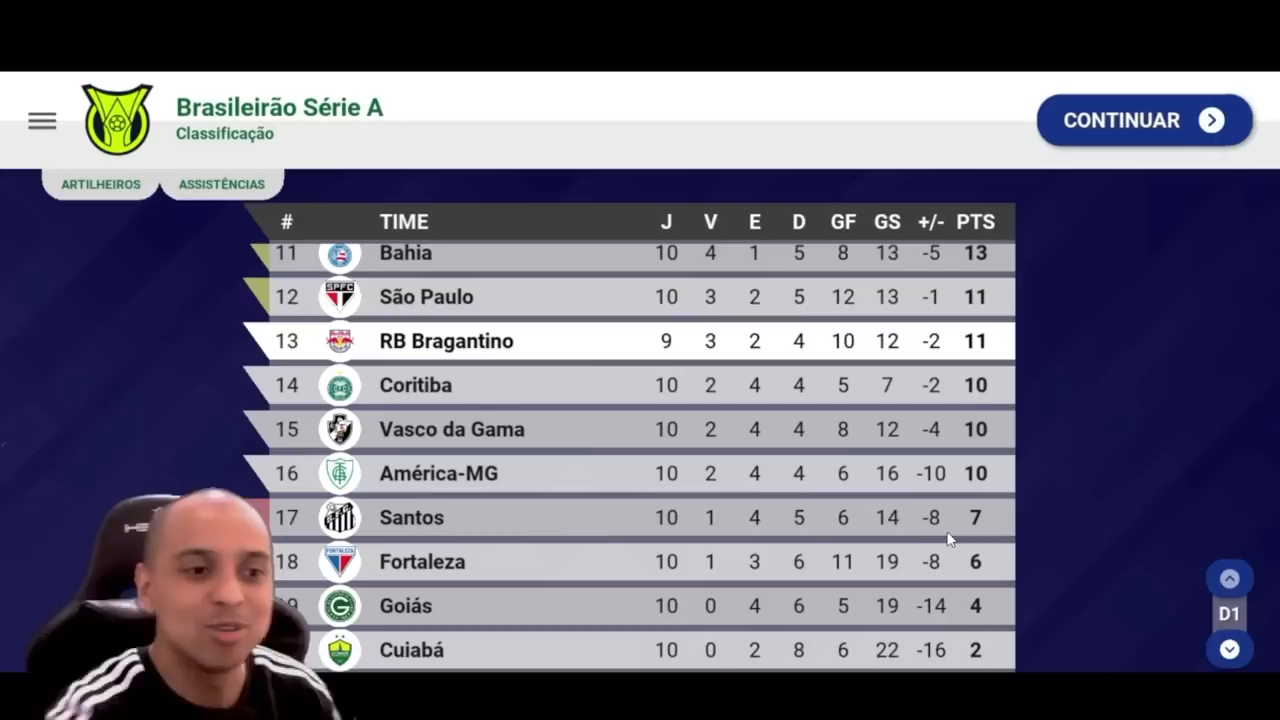 Brasileirão Série A
Classificação
CONTINUAR
ARTILHEIROS ASSISTÊNCIAS
# TIME J V E D GF GS +/- PTS
11 Bahia 10 4 1 5 8 13 -5 13
12 SPFC São Paulo 10 3 2 5 12 13 -1 11
13 RB Bragantino 9 3 2 4 10 12 -2 11
14 Coritiba 10 2 4 4 5 7 -2 10
15 Vasco da Gama 10 2 4 4 8 12 -4 10
16 América-MG 10 2 4 4 6 16 -10 10
17 Santos 10 1 4 5 6 14 -8 7
18 FORTALEZA Fortaleza 10 1 3 6 11 19 -8 6
9 Goiás 10 0 4 6 5 19 -14 4
Cuiabá 10 0 2 8 6 22 -16 2
D1